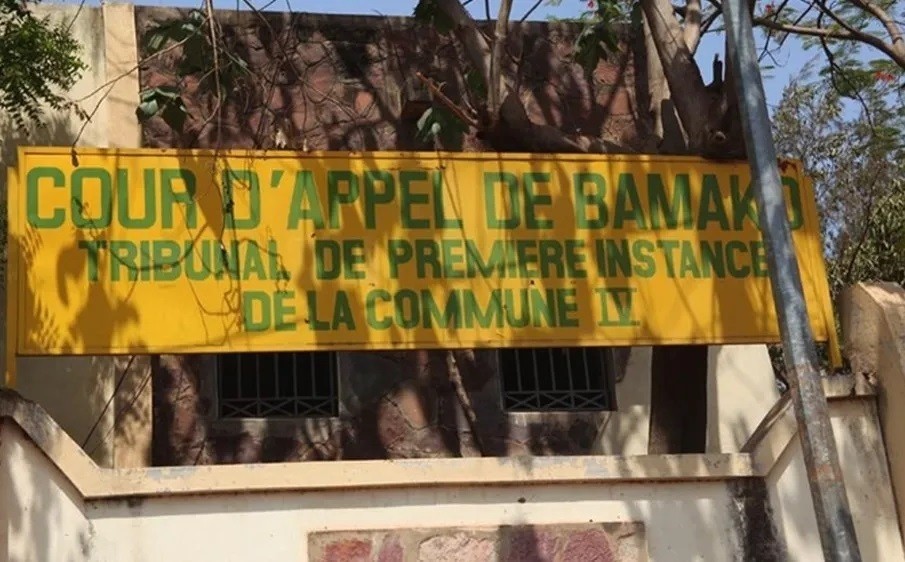 COUR D'APPEL DE BAMAKO
TRIBUNAL DE PREMIERE INSTANCE
DE LA COMMUNE IV